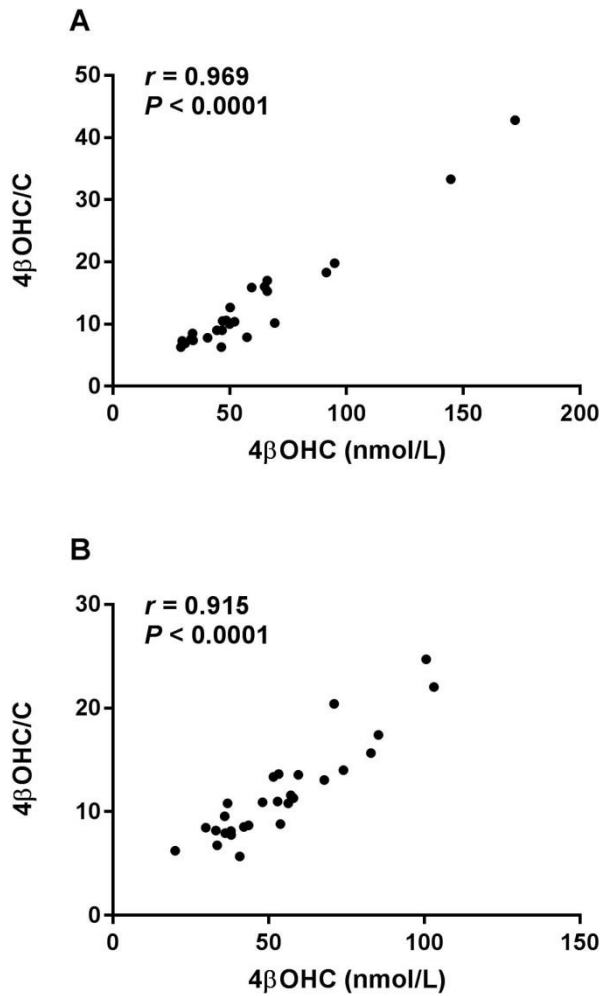 A
r = 0.969
P < 0.0001
50
40
30
20
10
0
4βOHC/C
0 50 100 150 200
4βOHC (nmol/L)
B
r = 0.915
P < 0.0001
30
20
10
0
4βOHC/C
0 50 100 150
4βOHC (nmol/L)